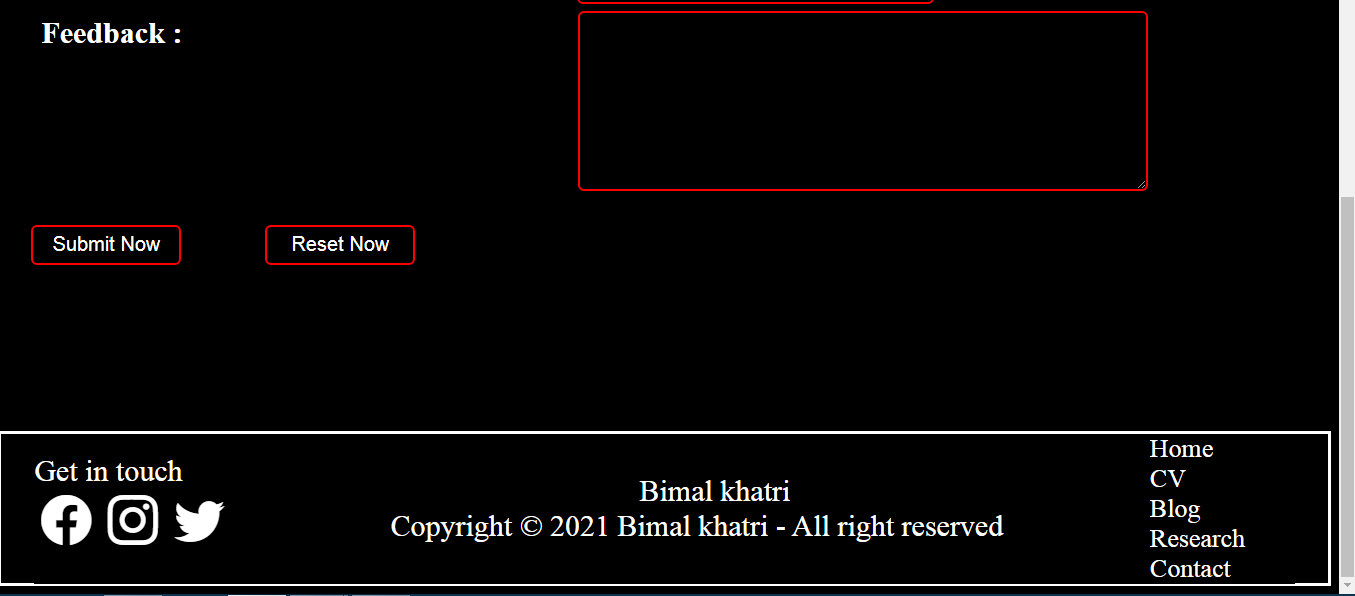 Feedback :
Submit Now
Reset Now
Get in touch
Bimal khatri
Copyright © 2021 Bimal khatri - All right reserved
Home
CV
Blog
Research
Contact